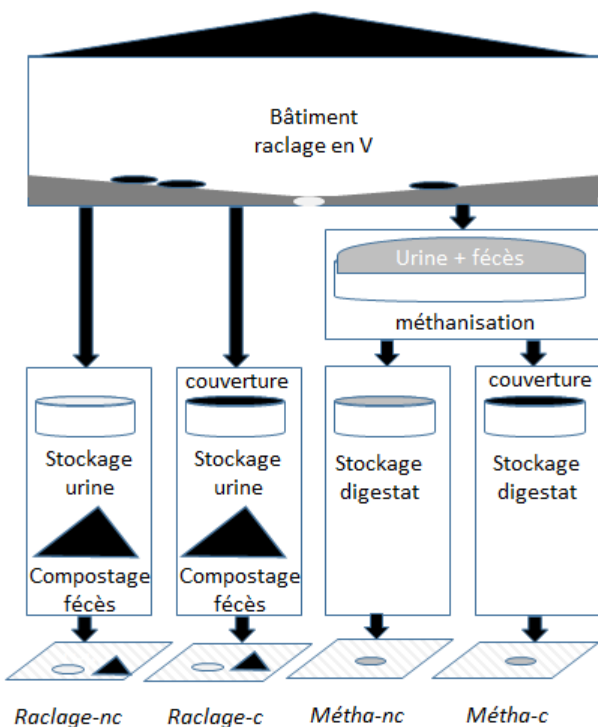 Bâtiment
raclage en V
Urine + fécès
méthanisation
couverture
Stockage
urine
Compostage
fécès
couverture
Stockage
urine
Compostage
fécès
Stockage
digestat
couverture
Stockage
digestat
Raclage-nc
Raclage-c
Métha-nc
Métha-c